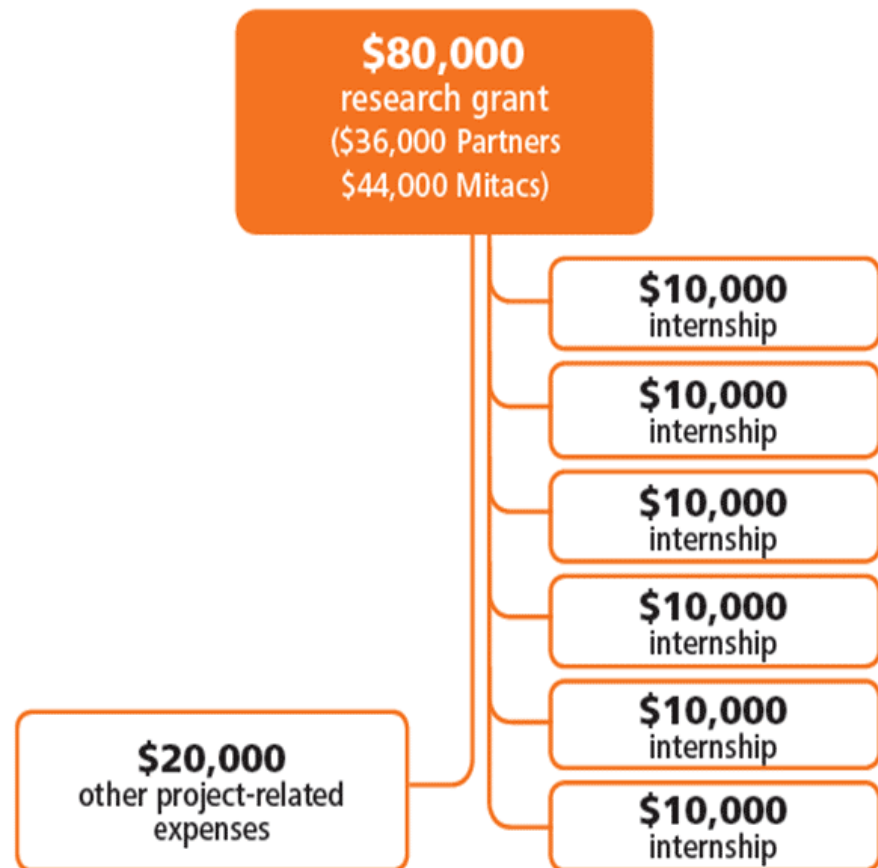 $80,000
research grant
($36,000 Partners
$44,000 Mitacs)
$10,000
internship
$10,000
internship
$10,000
internship
$10,000
internship
$10,000
internship
$10,000
internship
$20,000
other project-related
expenses